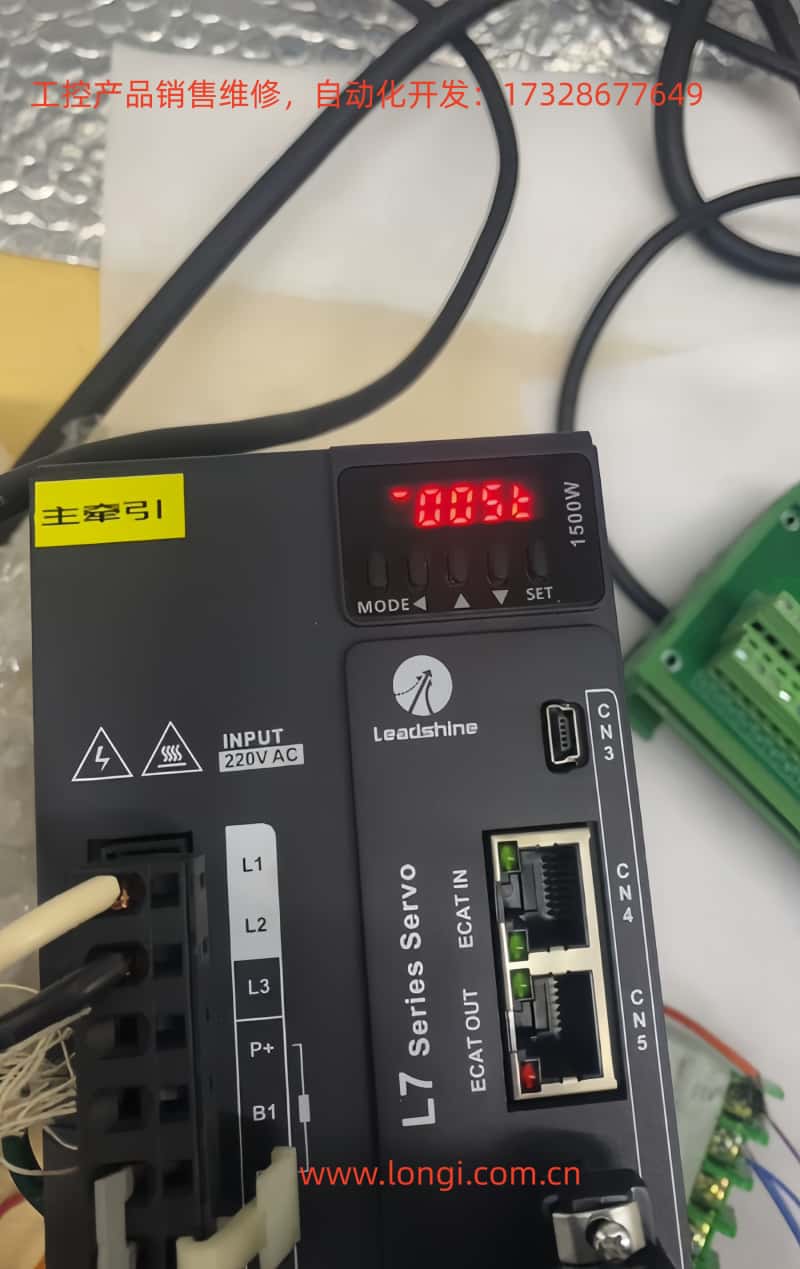 工控产品销售维修，自动化开发：17328677649
主牵引
1500W
MODE
SET
Leadshine
INPUT
220V AC
CN3
L1
L2
L3
P+
B1
L7 Series Servo
ECAT IN
ECAT OUT
CN4
CN5
www.longi.com.cn